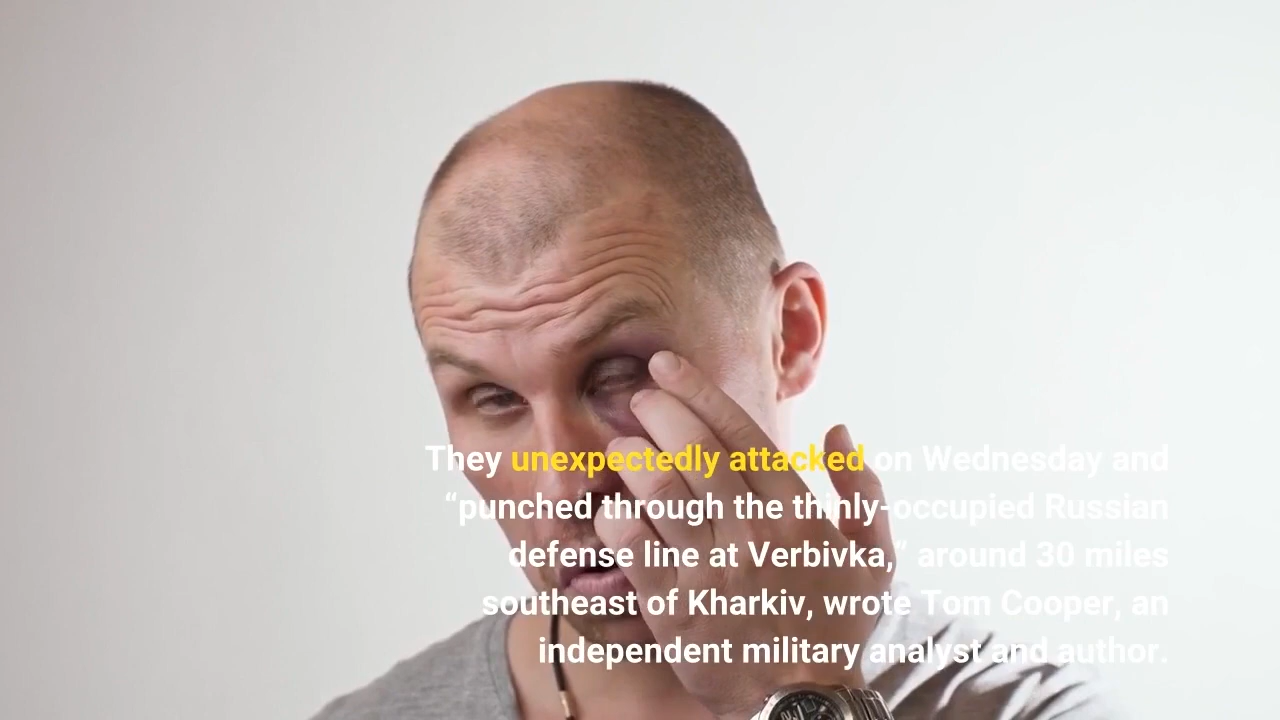 They unexpectedly attacked on Wednesday and
“punched through the thinly-occupied Russian
defense line at Verbivka,“ around 30 miles
southeast of Kharkiv, wrote Tom Cooper, an
independent military analyst and author.